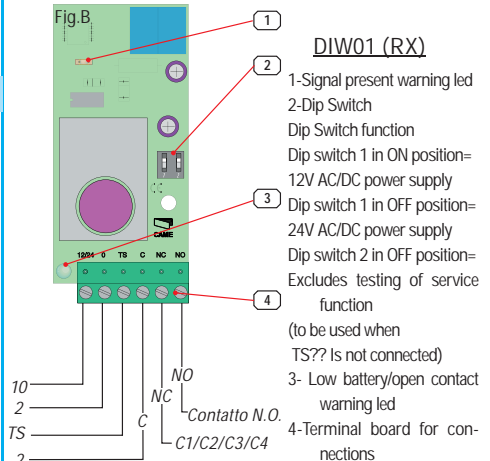 Fig.B
1
2
3
4
CAME
12/24 0 TS C NC NO
10
2
TS
2
C
NC
NO
Contatto N.O.
C1/C2/C3/C4
DIW01 (RX)
1-Signal present warning led
2-Dip Switch
Dip Switch function
Dip switch 1 in ON position=
12V AC/DC power supply
Dip switch 1 in OFF position=
24V AC/DC power supply
Dip switch 2 in OFF position=
Excludes testing of service
function
(to be used when
TS?? Is not connected)
3- Low battery/open contact
warning led
4-Terminal board for con-
nections